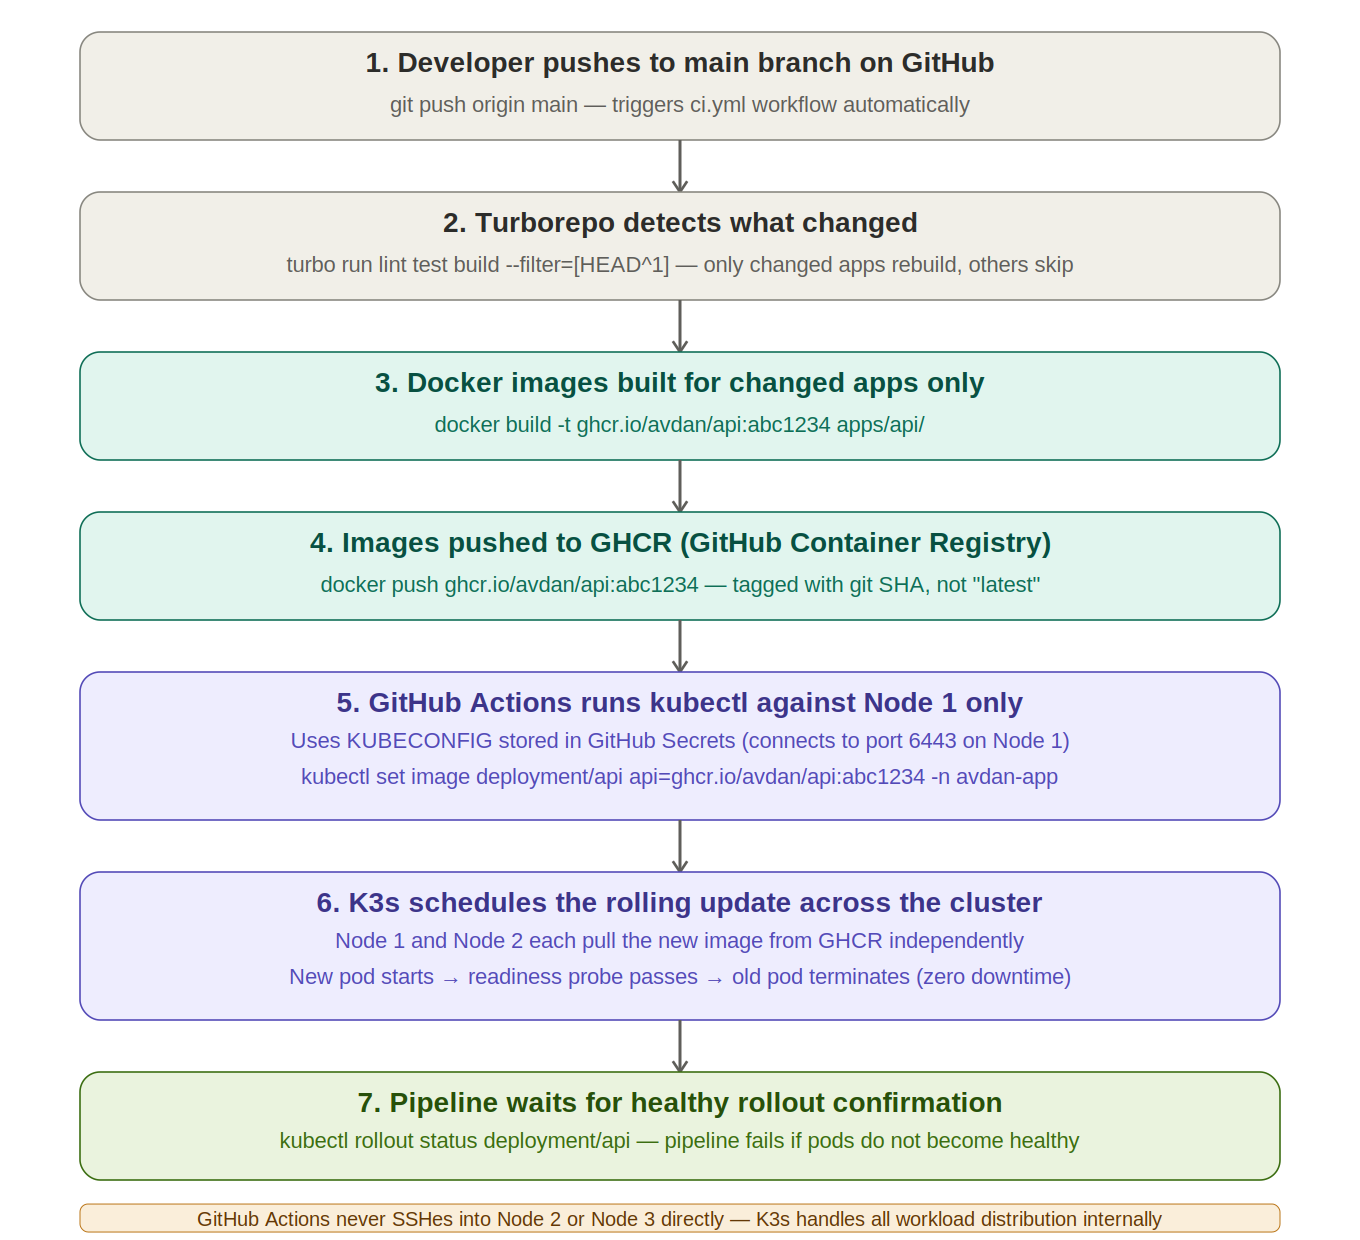 1. Developer pushes to main branch on GitHub
git push origin main — triggers ci.yml workflow automatically
2. Turborepo detects what changed
turbo run lint test build --filter=[HEAD^1] — only changed apps rebuild, others skip
3. Docker images built for changed apps only
docker build -t ghcr.io/avdan/api:abc1234 apps/api/
4. Images pushed to GHCR (GitHub Container Registry)
docker push ghcr.io/avdan/api:abc1234 — tagged with git SHA, not "latest"
5. GitHub Actions runs kubectl against Node 1 only
Uses KUBECONFIG stored in GitHub Secrets (connects to port 6443 on Node 1)
kubectl set image deployment/api api=ghcr.io/avdan/api:abc1234 -n avdan-app
6. K3s schedules the rolling update across the cluster
Node 1 and Node 2 each pull the new image from GHCR independently
New pod starts → readiness probe passes → old pod terminates (zero downtime)
7. Pipeline waits for healthy rollout confirmation
kubectl rollout status deployment/api — pipeline fails if pods do not become healthy
GitHub Actions never SSHes into Node 2 or Node 3 directly — K3s handles all workload distribution internally